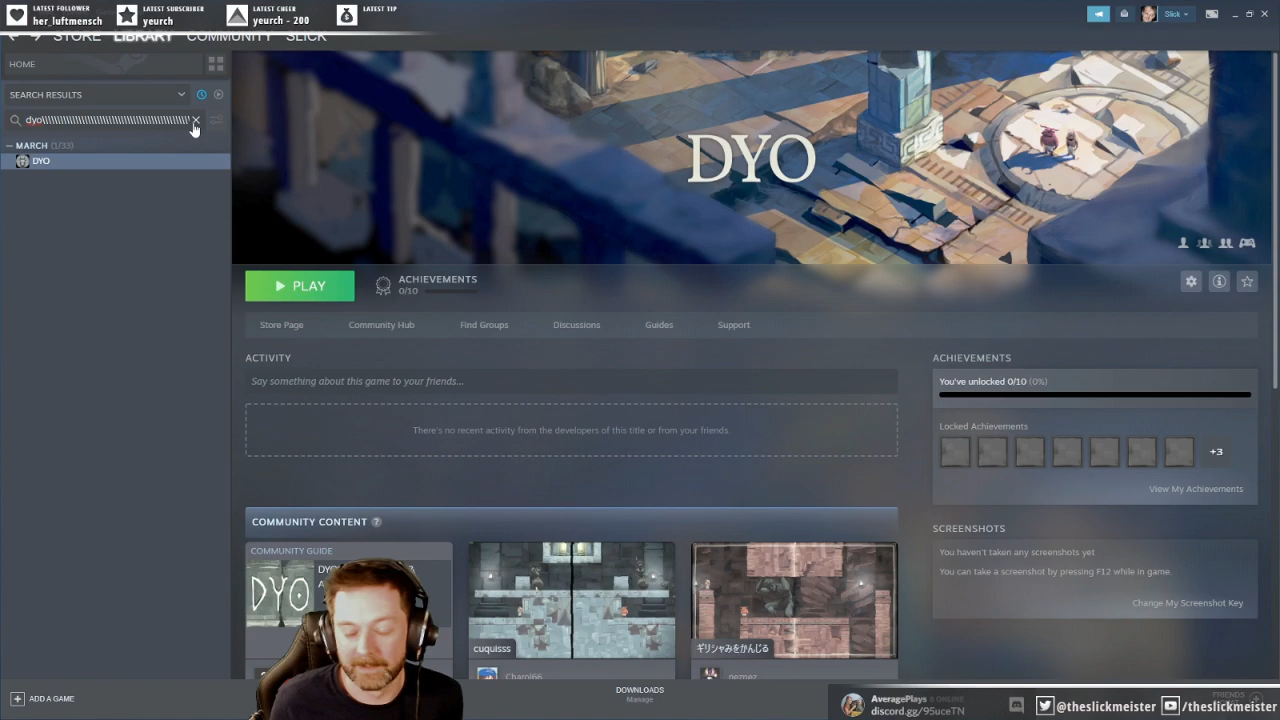 LATEST FOLLOWER
her_luftmensch
LATEST SUBSCRIBER
yeurch
LATEST CHEER
yeurch - 200
LATEST TIP
Slick
STORE LIBRARY COMMUNITY SLICK
HOME
SEARCH RESULTS
MARCH (1/33)
DYO
DYO
PLAY
ACHIEVEMENTS
0/10
Store Page
Community Hub
Find Groups
Discussions
Guides
Support
ACTIVITY
Say something about this game to your friends...
There's no recent activity from the developers of this title or from your friends.
ACHIEVEMENTS
You've unlocked 0/10 (0%)
Locked Achievements
+3
View My Achievements
SCREENSHOTS
You haven't taken any screenshots yet
You can take a screenshot by pressing F12 while in game.
Change My Screenshot Key
COMMUNITY CONTENT ?
COMMUNITY GUIDE
DYO
cuquisss
ギリシャみをかんじる
Charol66
nemez
ADD A GAME
DOWNLOADS
Manage
AveragePlays
discord.gg/95uceTN
@theslickmeister
/theslickmeister